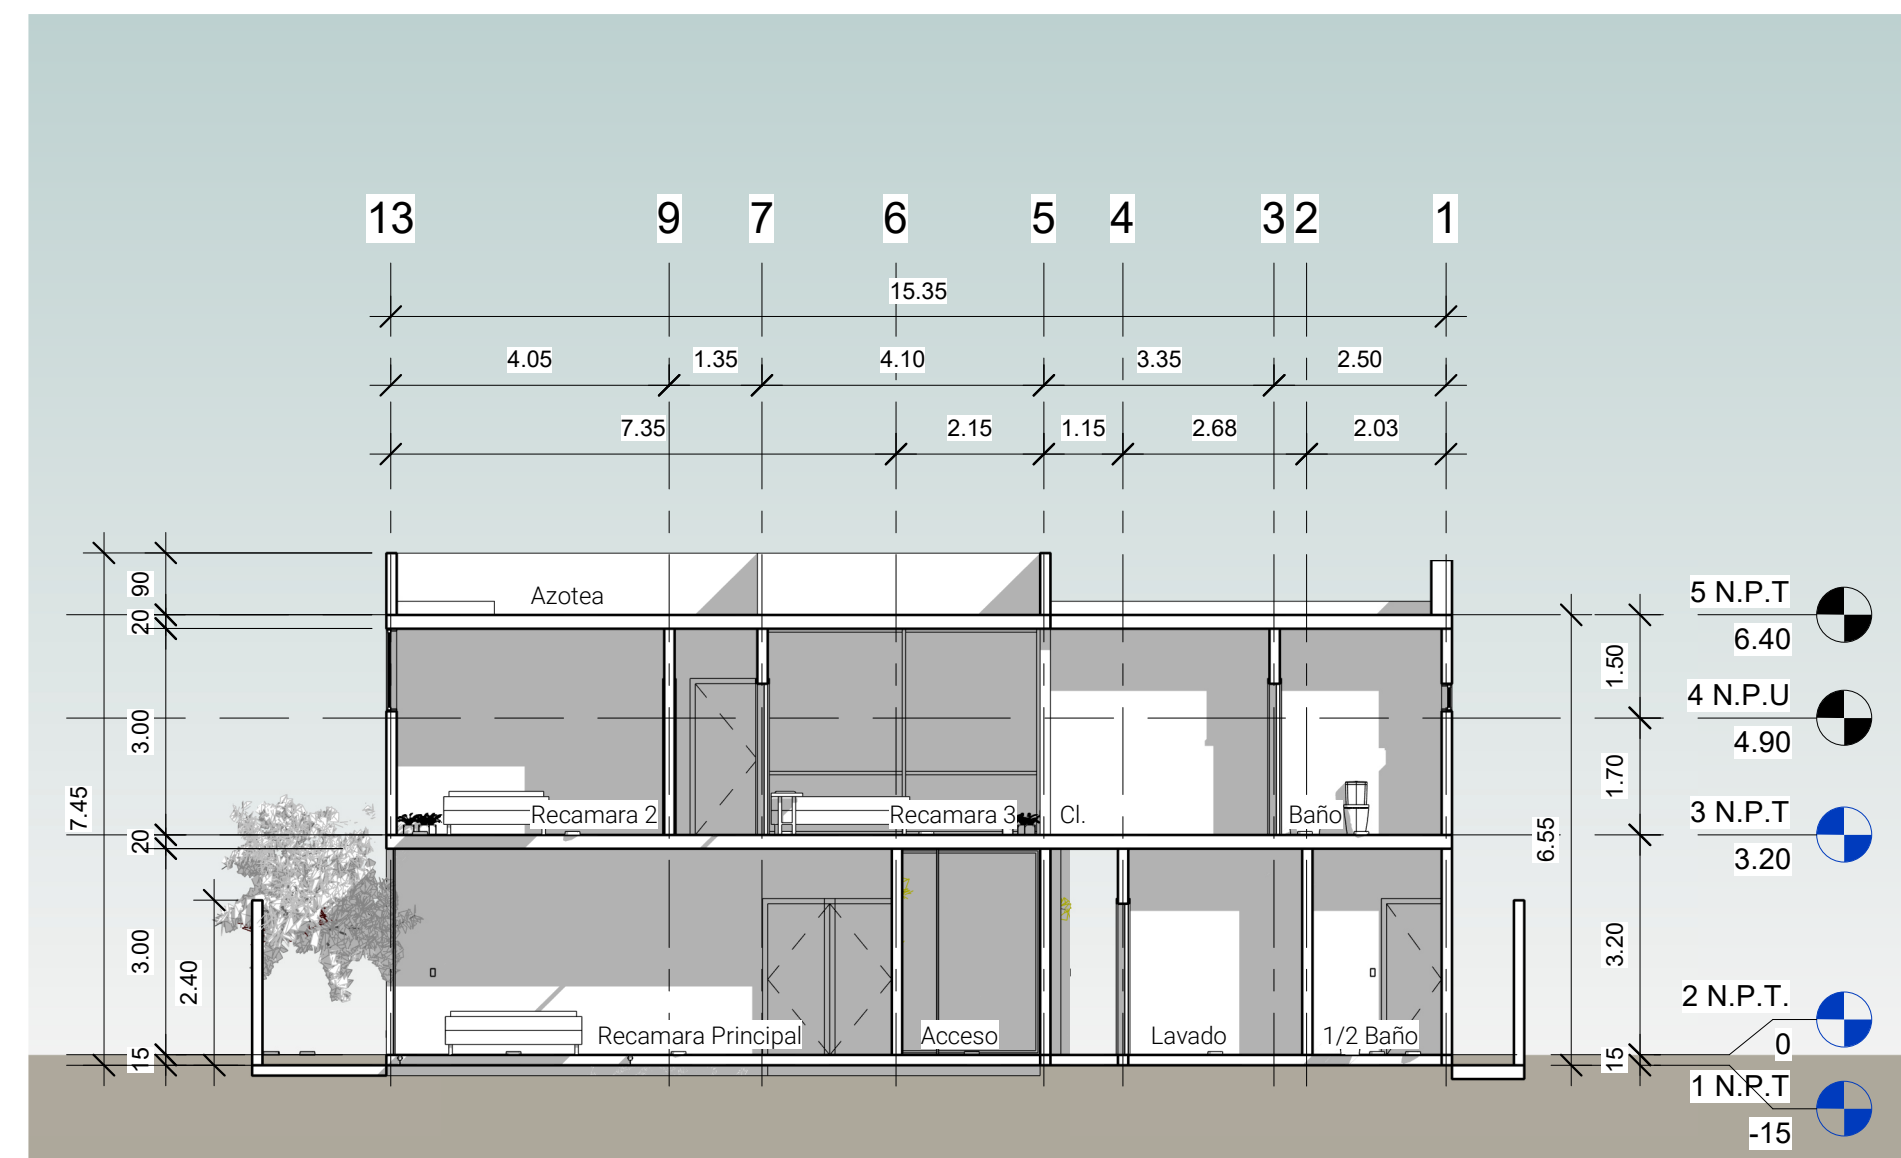 13 9 7 6 5 4 3 2 1
15.35
4.05 1.35 4.10 3.35 2.50
7.35 2.15 1.15 2.68 2.03
90
20
3.00
20
3.00
15
7.45
2.40
Azotea
Recamara 2
Recamara 3
Cl.
Baño
Recamara Principal
Acceso
Lavado
1/2 Baño
6.55
1.50
1.70
3.20
15
5 N.P.T
6.40
4 N.P.U
4.90
3 N.P.T
3.20
2 N.P.T.
0
1 N.P.T
-15